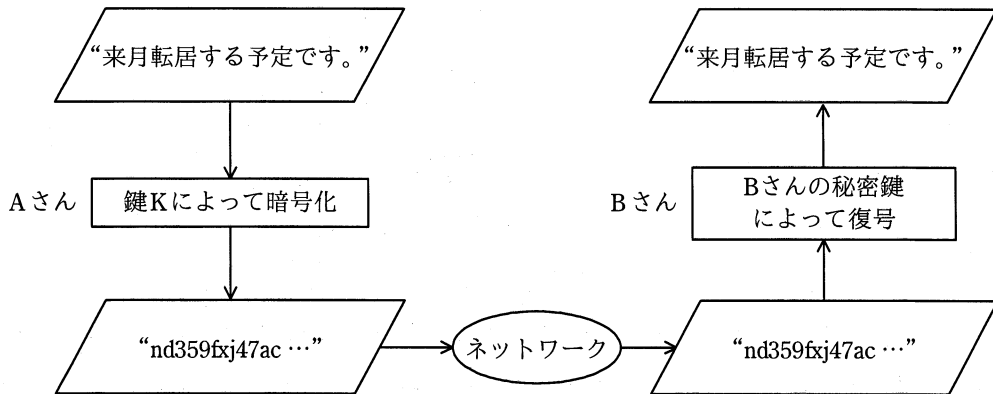 “来月転居する予定です。”
“来月転居する予定です。”
Aさん
鍵Kによって暗号化
Bさん
Bさんの秘密鍵
によって復号
“nd359fxj47ac …”
ネットワーク
“nd359fxj47ac …”